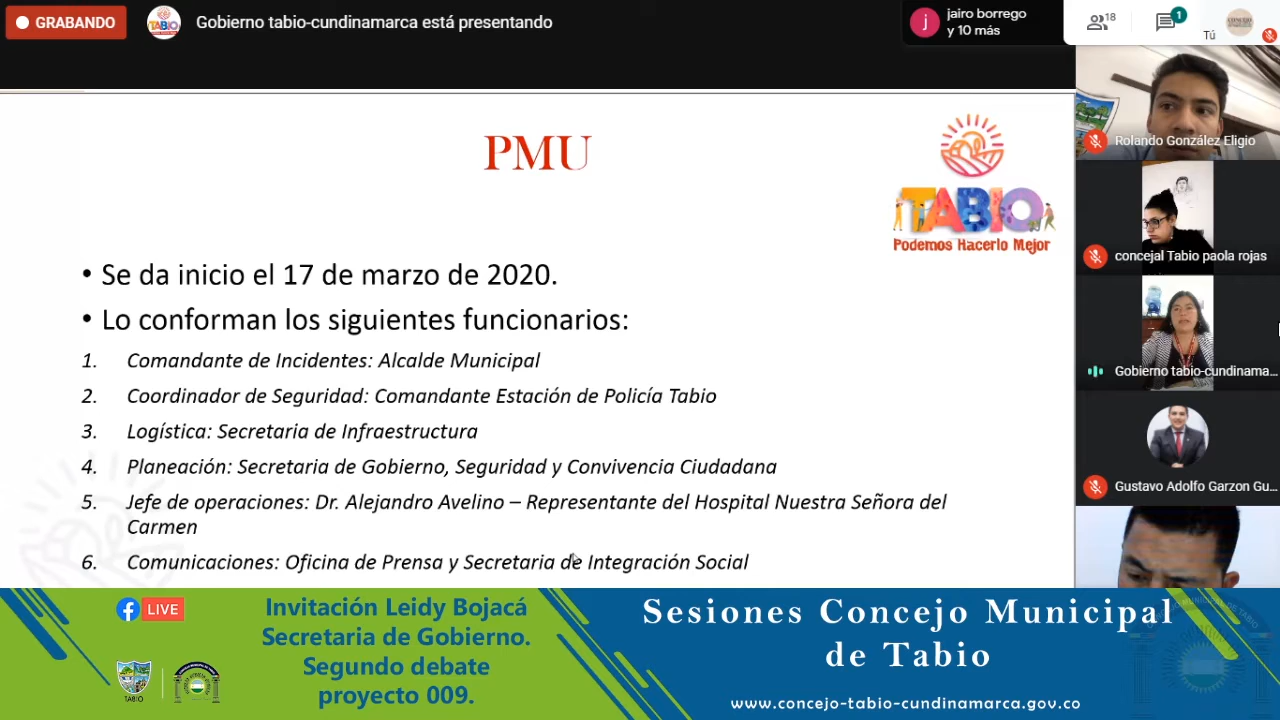 GRABANDO
TABIO
Gobierno tabio-cundinamarca está presentando
j
jairo borrego
y 10 más
18
1
Tú
Rolando González Eligio
concejal Tabio paola rojas
Gobierno tabio-cundinama...
Gustavo Adolfo Garzon Gu...
PMU
TABIO
Podemos Hacerlo Mejor
• Se da inicio el 17 de marzo de 2020.
• Lo conforman los siguientes funcionarios:
1. Comandante de Incidentes: Alcalde Municipal
2. Coordinador de Seguridad: Comandante Estación de Policía Tabio
3. Logística: Secretaria de Infraestructura
4. Planeación: Secretaria de Gobierno, Seguridad y Convivencia Ciudadana
5. Jefe de operaciones: Dr. Alejandro Avelino – Representante del Hospital Nuestra Señora del
Carmen
6. Comunicaciones: Oficina de Prensa y Secretaria de Integración Social
LIVE
TABIO
Invitación Leidy Bojacá
Secretaria de Gobierno.
Segundo debate
proyecto 009.
Sesiones Concejo Municipal
de Tabio
www.concejo-tabio-cundinamarca.gov.co